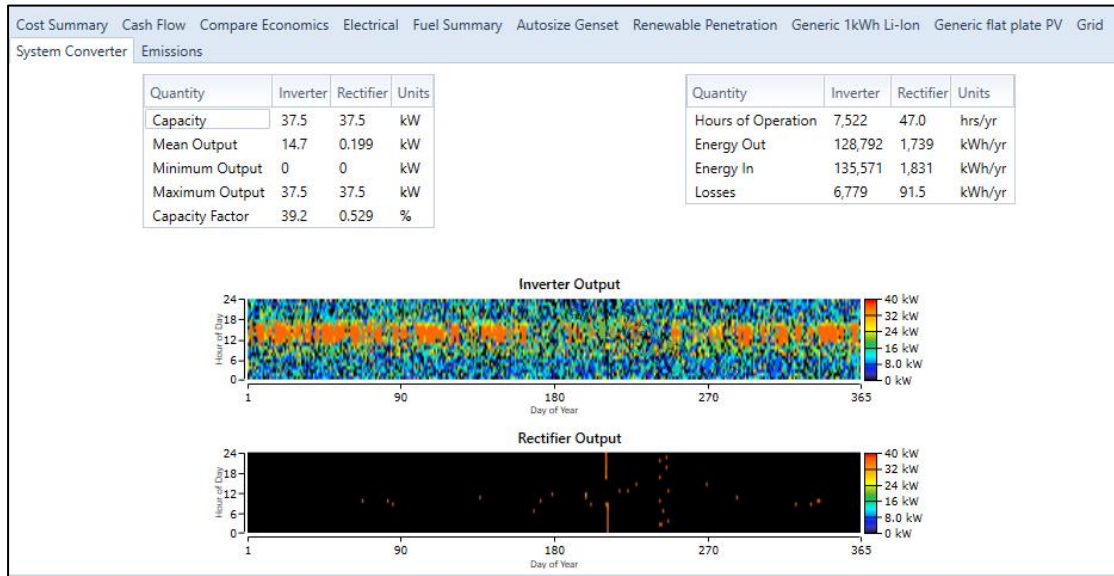 Cost Summary Cash Flow Compare Economics Electrical Fuel Summary Autosize Genset Renewable Penetration Generic 1kWh Li-Ion Generic flat plate PV Grid
System Converter Emissions
Quantity Inverter Rectifier Units
Capacity 37.5 37.5 kW
Mean Output 14.7 0.199 kW
Minimum Output 0 0 kW
Maximum Output 37.5 37.5 kW
Capacity Factor 39.2 0.529 %
Quantity Inverter Rectifier Units
Hours of Operation 7,522 47.0 hrs/yr
Energy Out 128,792 1,739 kWh/yr
Energy In 135,571 1,831 kWh/yr
Losses 6,779 91.5 kWh/yr
Inverter Output
Hour of Day
24
18
12
6
0
1 90 180 270 365
Day of Year
40 kW
32 kW
24 kW
16 kW
8.0 kW
0 kW
Rectifier Output
Hour of Day
24
18
12
6
0
1 90 180 270 365
Day of Year
40 kW
32 kW
24 kW
16 kW
8.0 kW
0 kW